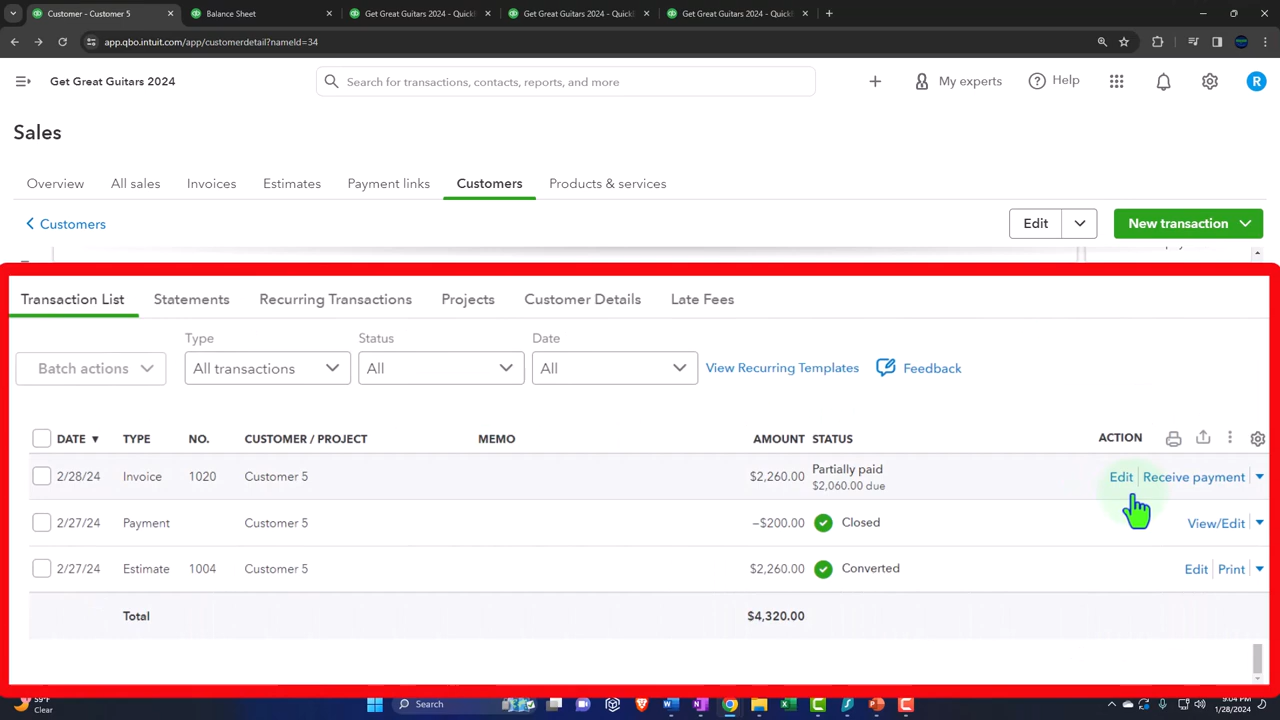 Customers - Customer 5
Balance Sheet
Get Great Guitars 2024 - Quick
Get Great Guitars 2024 - Quick
Get Great Guitars 2024 - Quick
app.qbo.intuit.com/app/customerdetail?nameId=34
Get Great Guitars 2024
Search for transactions, contacts, reports, and more
My experts
Help
R
Sales
Overview
All sales
Invoices
Estimates
Payment links
Customers
Products & services
Customers
Edit
New transaction
Transaction List
Statements
Recurring Transactions
Projects
Customer Details
Late Fees
Type
Status
Date
Batch actions
All transactions
All
All
View Recurring Templates
Feedback
DATE TYPE NO. CUSTOMER / PROJECT MEMO AMOUNT STATUS ACTION
2/28/24 Invoice 1020 Customer 5 $2,260.00 Partially paid Edit Receive payment
$2,060.00 due
2/27/24 Payment Customer 5 −$200.00 Closed View/Edit
2/27/24 Estimate 1004 Customer 5 $2,260.00 Converted Edit Print
Total $4,320.00
Clear
Search
9:04 PM
1/28/2024